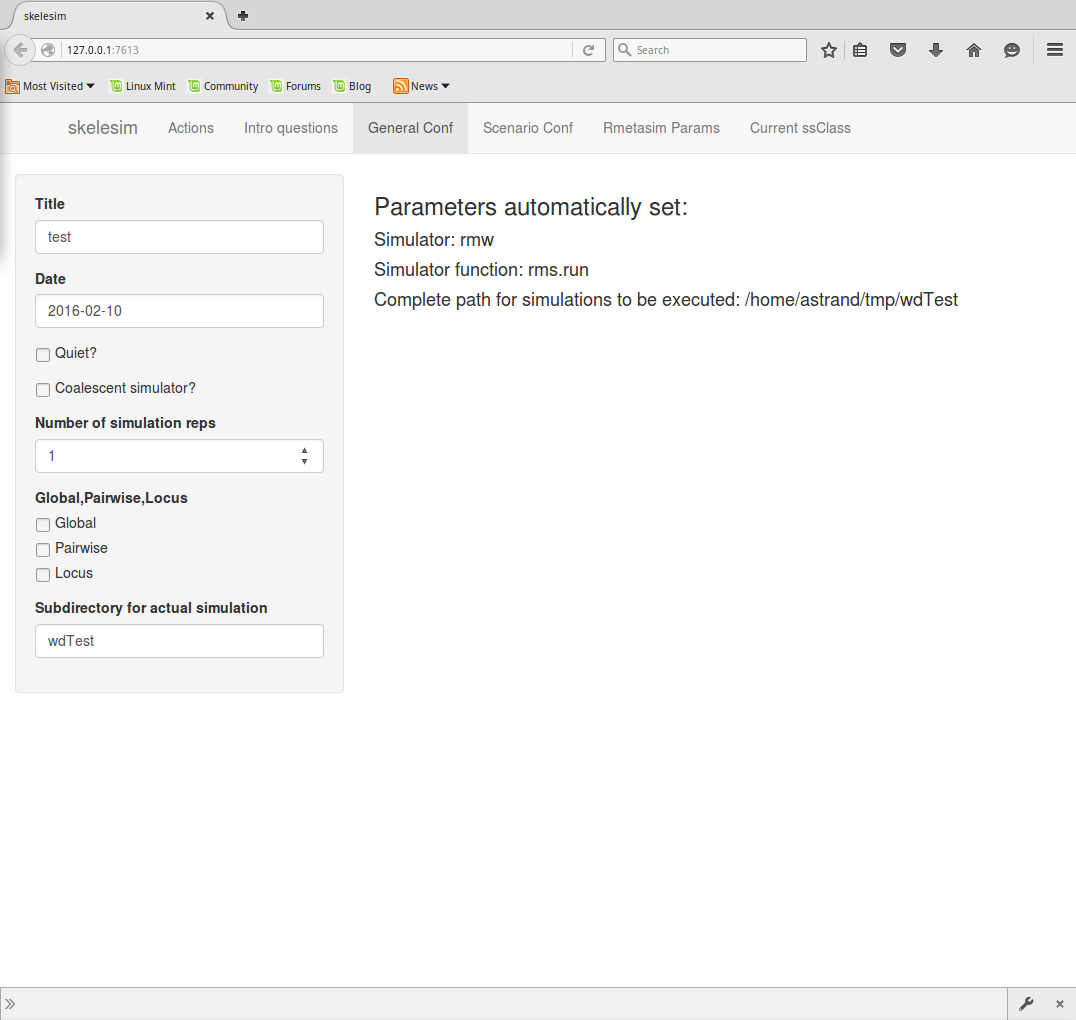 skelesim
127.0.0.1:7613
Search
Most Visited Linux Mint Community Forums Blog News
skelesim Actions Intro questions General Conf Scenario Conf Rmetasim Params Current ssClass
Title
test
Date
2016-02-10
Quiet?
Coalescent simulator?
Number of simulation reps
1
Global,Pairwise,Locus
Global
Pairwise
Locus
Subdirectory for actual simulation
wdTest
Parameters automatically set:
Simulator: rmw
Simulator function: rms.run
Complete path for simulations to be executed: /home/astrand/tmp/wdTest